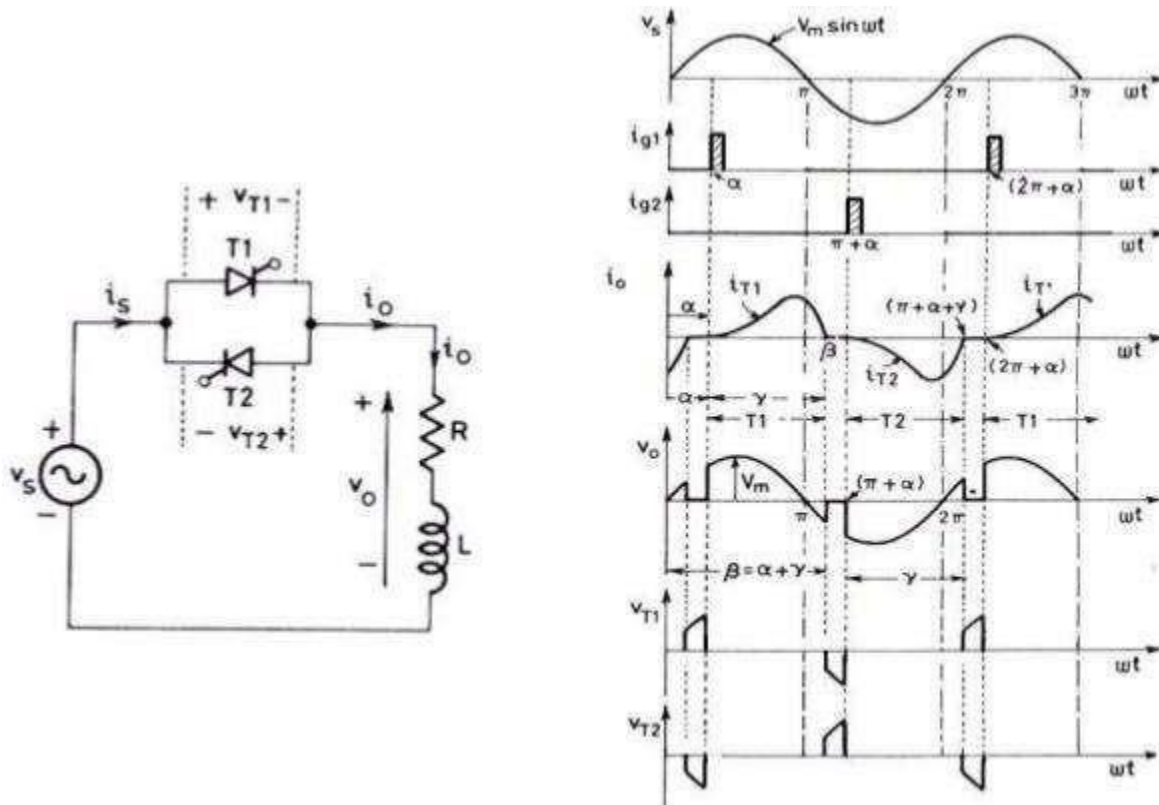 + vT1 -
T1
is
io
io
T2
- vT2 +
+
vs
-
+
vo
-
R
L
vs
Vm sin ωt
π
2π
3π
ωt
ig1
α
(2π+α)
ωt
ig2
π+α
ωt
io
α
iT1
β
iT2
(π+α+γ)
iT'
(2π+α)
ωt
α
γ
T1
T2
T1
vo
Vm
π
(π+α)
2π
ωt
β=α+γ
γ
vT1
ωt
vT2
ωt